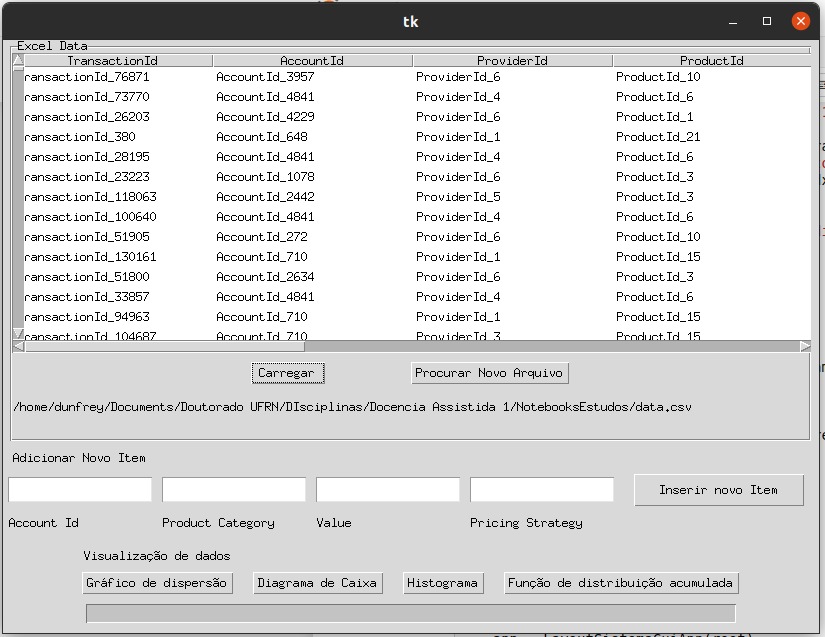 tk
Excel Data
TransactionId AccountId ProviderId ProductId
ransactionId_76871 AccountId_3957 ProviderId_6 ProductId_10
ransactionId_73770 AccountId_4841 ProviderId_4 ProductId_6
ransactionId_26203 AccountId_4229 ProviderId_6 ProductId_1
ransactionId_380 AccountId_648 ProviderId_1 ProductId_21
ransactionId_28195 AccountId_4841 ProviderId_4 ProductId_6
ransactionId_23223 AccountId_1078 ProviderId_6 ProductId_3
ransactionId_118063 AccountId_2442 ProviderId_5 ProductId_3
ransactionId_100640 AccountId_4841 ProviderId_4 ProductId_6
ransactionId_51905 AccountId_272 ProviderId_6 ProductId_10
ransactionId_130161 AccountId_710 ProviderId_1 ProductId_15
ransactionId_51800 AccountId_2634 ProviderId_6 ProductId_3
ransactionId_33857 AccountId_4841 ProviderId_4 ProductId_6
ransactionId_94963 AccountId_710 ProviderId_1 ProductId_15
ransactionId_104687 AccountId_710 ProviderId_3 ProductId_15
Carregar Procurar Novo Arquivo
/home/dunfrey/Documents/Doutorado UFRN/DIsciplinas/Docencia Assistida 1/NotebooksEstudos/data.csv
Adicionar Novo Item
Inserir novo Item
Account Id Product Category Value Pricing Strategy
Visualização de dados
Gráfico de dispersão Diagrama de Caixa Histograma Função de distribuição acumulada